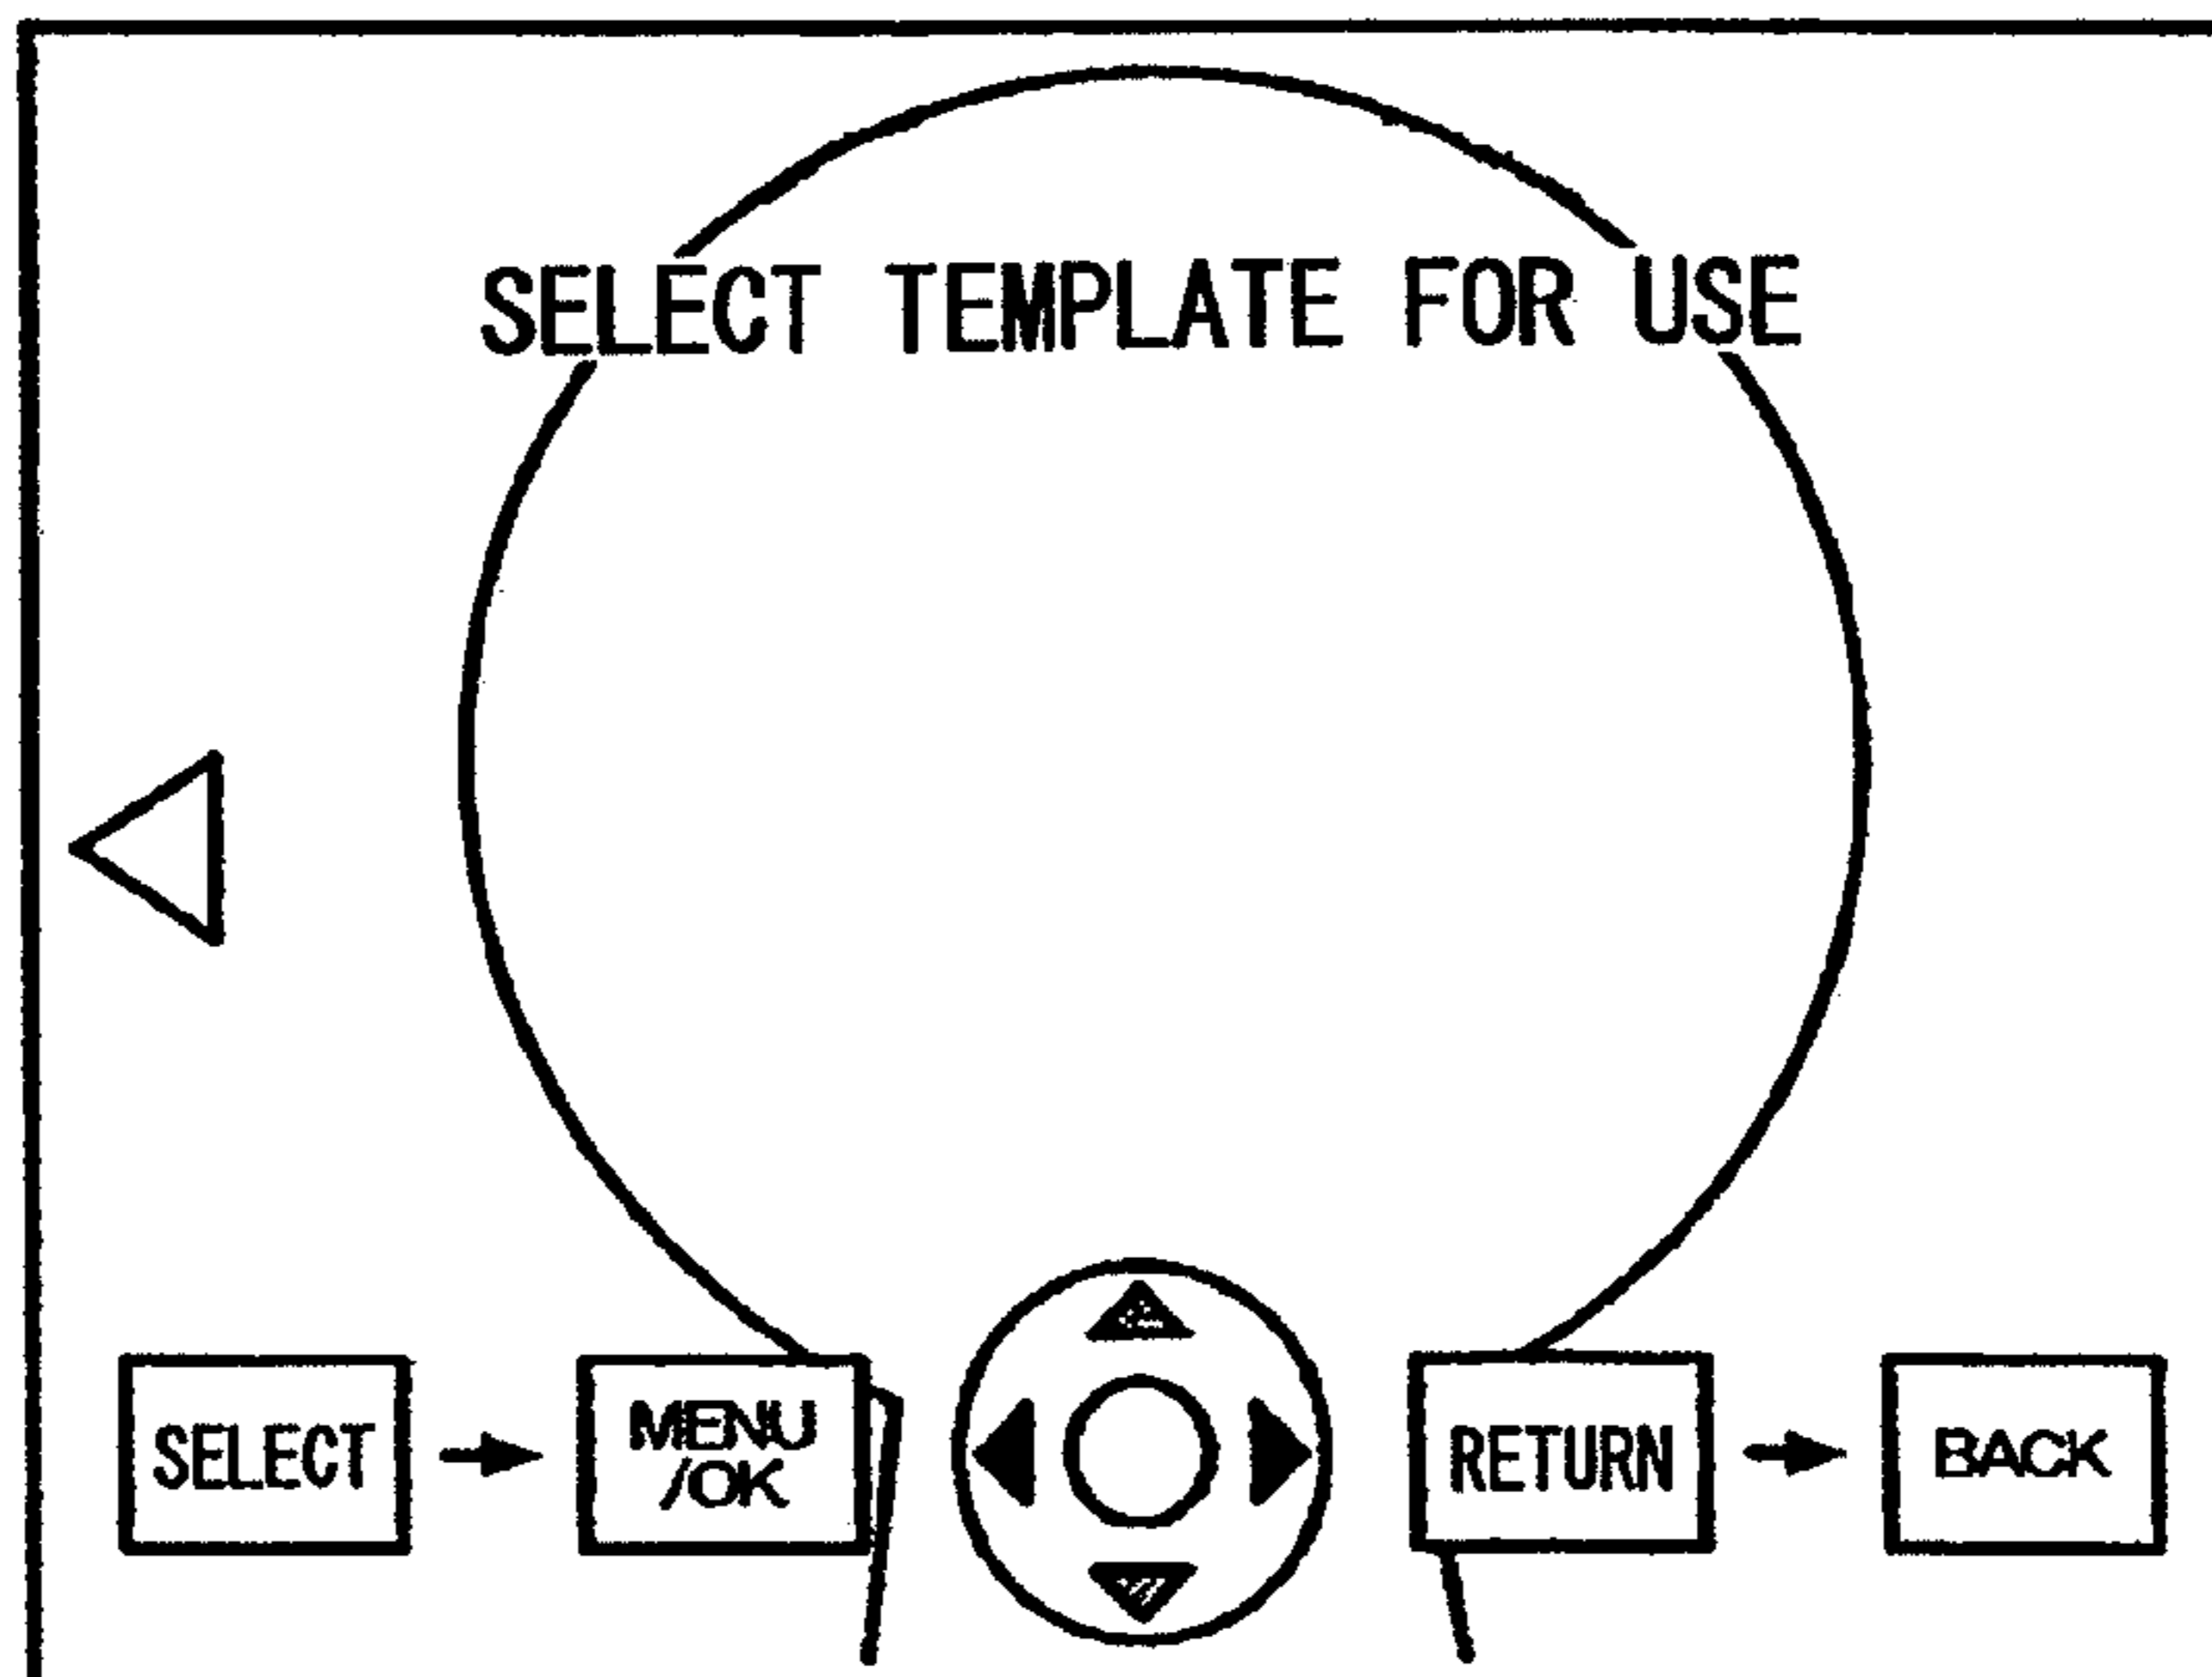 SELECT TEMPLATE FOR USE
SELECT
MENU
/OK
RETURN
BACK